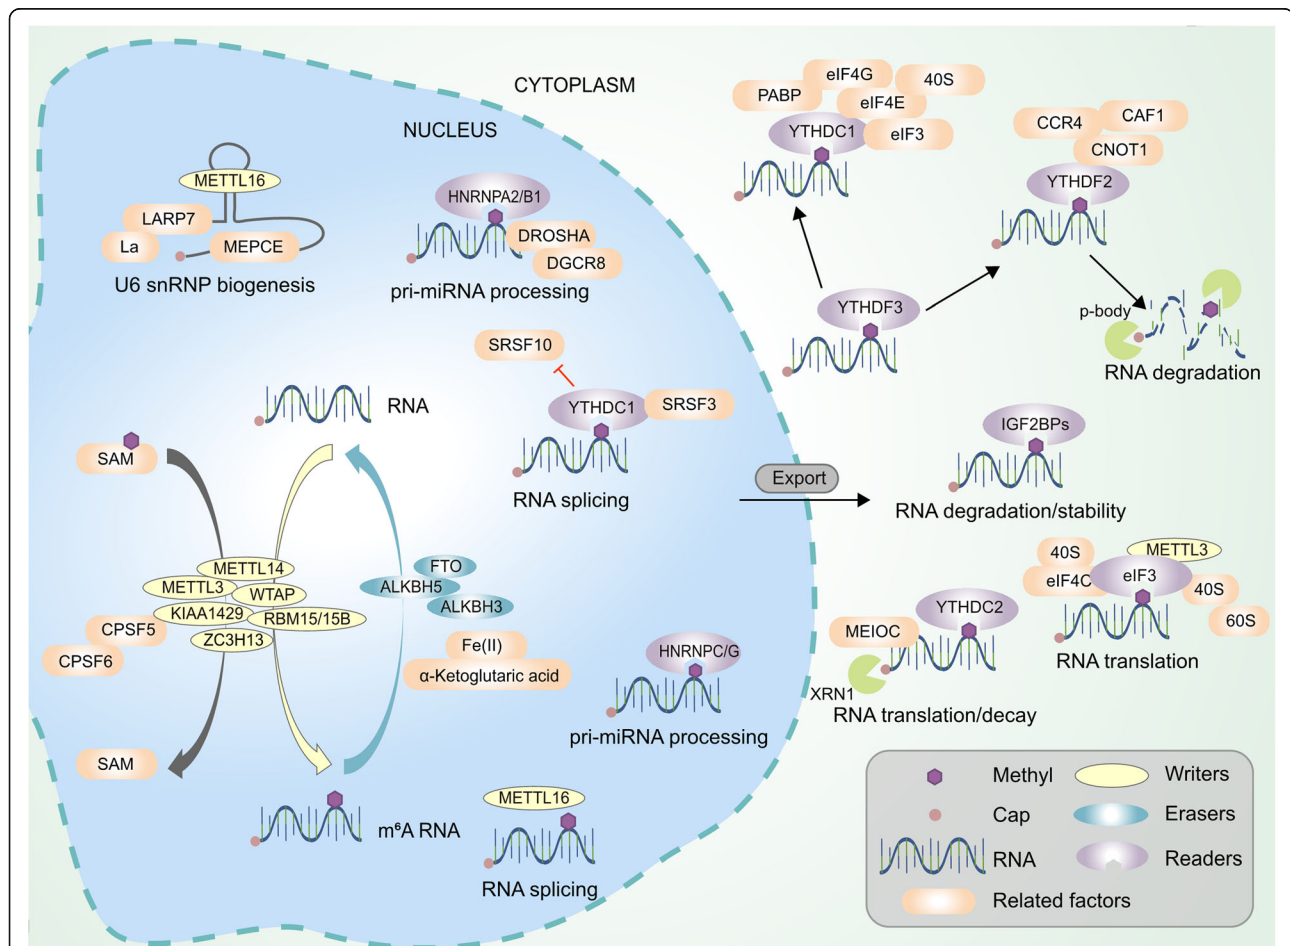 CYTOPLASM
NUCLEUS
METTL16
LARP7
La
MEPCE
U6 snRNP biogenesis
HNRNPA2/B1
DROSHA
DGCR8
pri-miRNA processing
PABP
eIF4G
40S
eIF4E
YTHDC1
eIF3
CCR4
CAF1
CNOT1
YTHDF2
YTHDF3
p-body
RNA degradation
SRSF10
YTHDC1
SRSF3
RNA splicing
RNA
SAM
Export
IGF2BPs
RNA degradation/stability
METTL14
METTL3
WTAP
KIAA1429
RBM15/15B
ZC3H13
CPSF5
CPSF6
FTO
ALKBH5
ALKBH3
Fe(II)
α-Ketoglutaric acid
40S
METTL3
eIF4C
eIF3
40S
60S
RNA translation
YTHDC2
MEIOC
XRN1
RNA translation/decay
HNRNPC/G
pri-miRNA processing
SAM
m⁶A RNA
METTL16
RNA splicing
Methyl
Writers
Cap
Erasers
RNA
Readers
Related factors